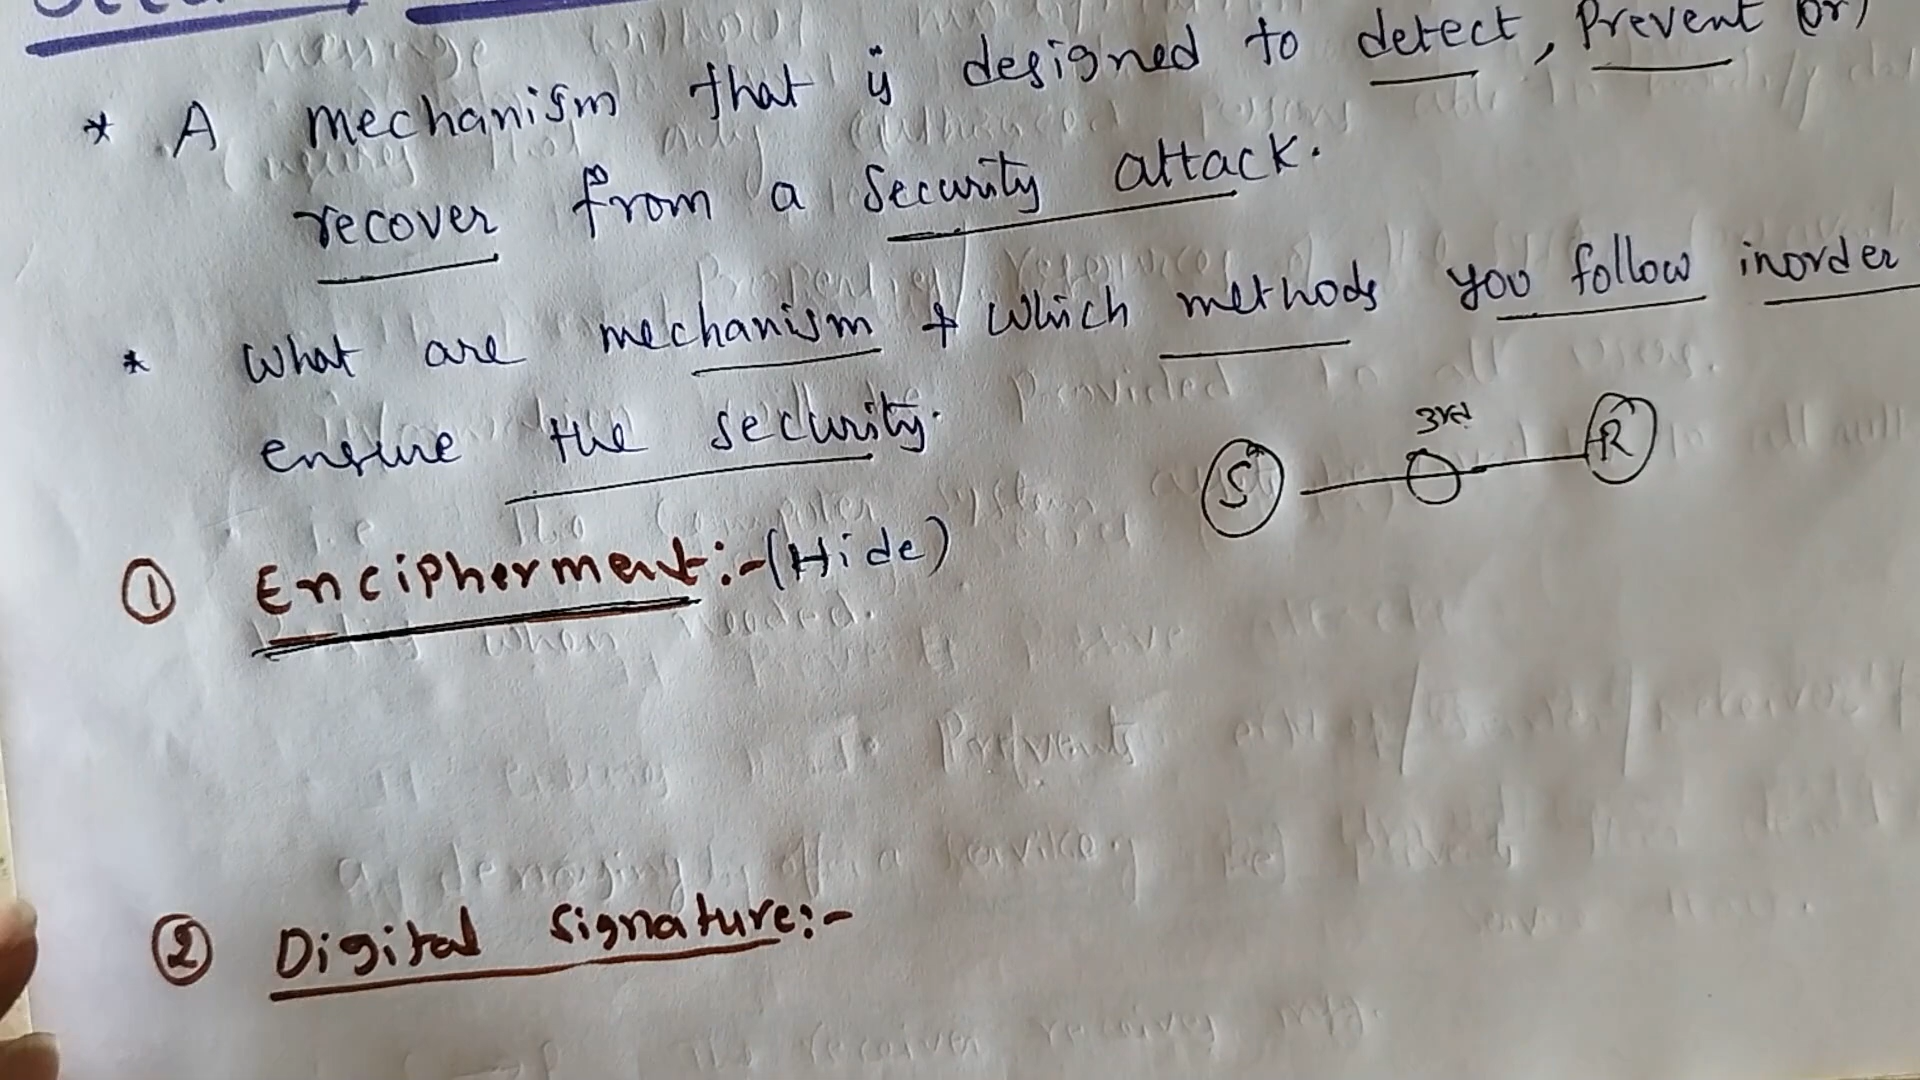 * A mechanism that is designed to detect, Prevent (or)
recover from a security attack.
* What are mechanism & which methods you follow inorder
ensure the security.
3rd
S R
① Encipherment:-(Hide)
② Digital signature:-